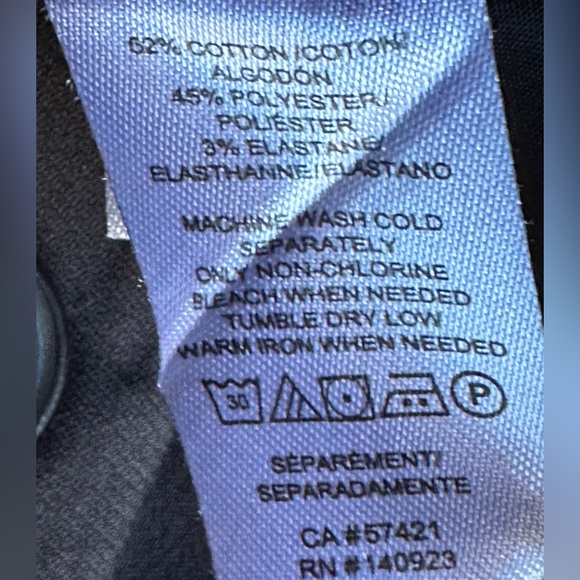 52% COTTON /COTON/
ALGODÓN
45% POLYESTER/
POLIÉSTER
3% ELASTANE/
ELASTHANNE/ELASTANO
MACHINE WASH COLD
SEPARATELY
ONLY NON-CHLORINE
BLEACH WHEN NEEDED
TUMBLE DRY LOW
WARM IRON WHEN NEEDED
30 P
SÉPARÉMENT/
SEPARADAMENTE
CA #57421
RN #140923